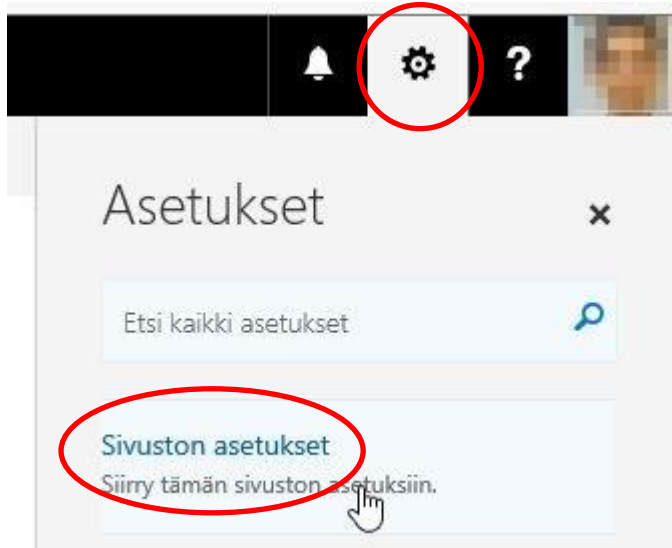 ?
Asetukset
Etsi kaikki asetukset
Sivuston asetukset
Siirry tämän sivuston asetuksiin.